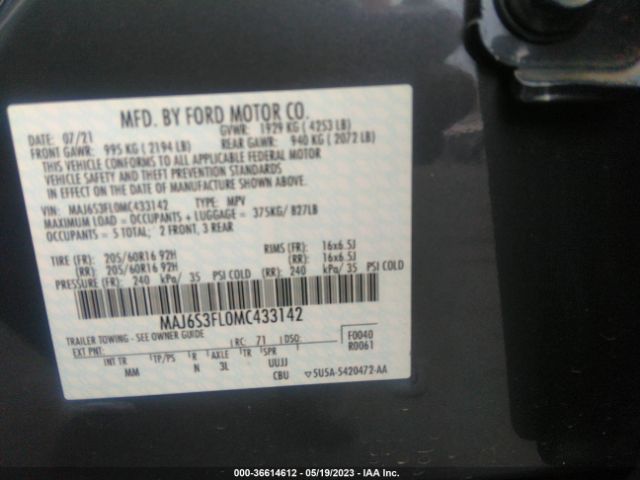 MFD. BY FORD MOTOR CO.
DATE: 07/21 GVWR: 1929 KG ( 4253 LB)
FRONT GAWR: 995 KG ( 2194 LB) REAR GAWR: 940 KG ( 2072 LB)
THIS VEHICLE CONFORMS TO ALL APPLICABLE FEDERAL MOTOR
VEHICLE SAFETY AND THEFT PREVENTION STANDARDS
IN EFFECT ON THE DATE OF MANUFACTURE SHOWN ABOVE.
VIN: MAJ6S3FL0MC433142 TYPE: MPV
MAXIMUM LOAD = OCCUPANTS + LUGGAGE = 375KG/ 827LB
OCCUPANTS = 5 TOTAL; 2 FRONT, 3 REAR
TIRE (FR): 205/60R16 92H RIMS (FR): 16x6.5J
(RR): 205/60R16 92H (RR): 16x6.5J
PRESSURE (FR): 240 kPa/ 35 PSI COLD (RR): 240 kPa/ 35 PSI COLD
MAJ6S3FL0MC433142
TRAILER TOWING - SEE OWNER GUIDE
EXT PNT: RC: 71 DSO: F0040
R0061
INT TR TP/PS R AXLE TR SPR
MM N 3L UUJJ
CBU SU5A-5420472-AA
000-36614612 - 05/19/2023 - IAA Inc.